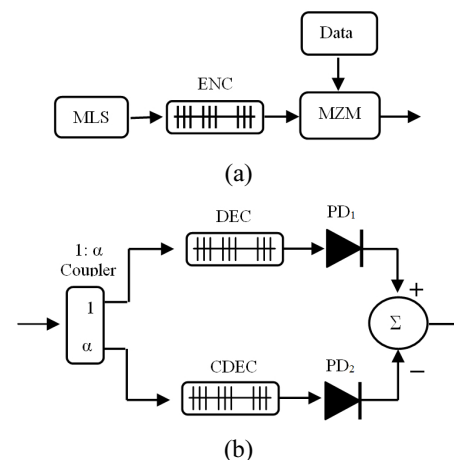 Data
ENC
MLS
MZM
(a)
DEC
PD₁
1: α
Coupler
1
+
Σ
α
−
CDEC
PD₂
(b)